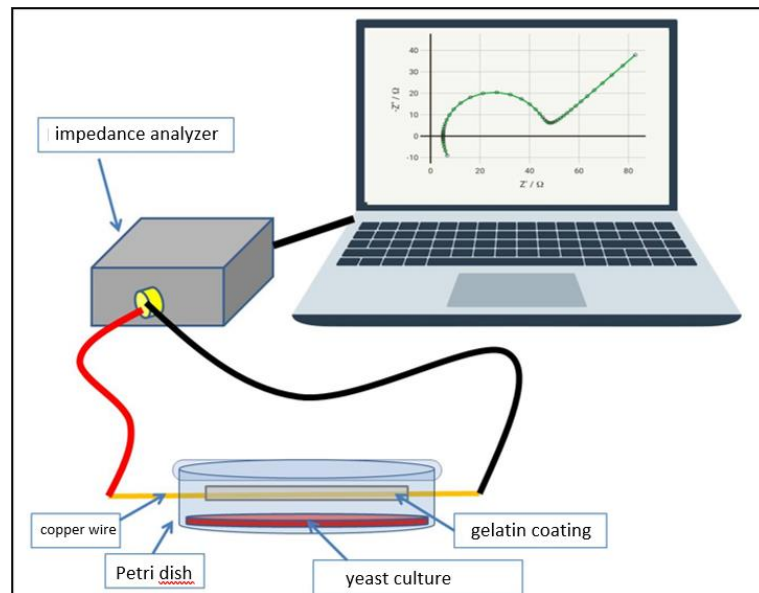 impedance analyzer
-Z" / Ω
40
30
20
10
0
-10
0
20
40
60
80
Z' / Ω
copper wire
gelatin coating
Petri dish
yeast culture